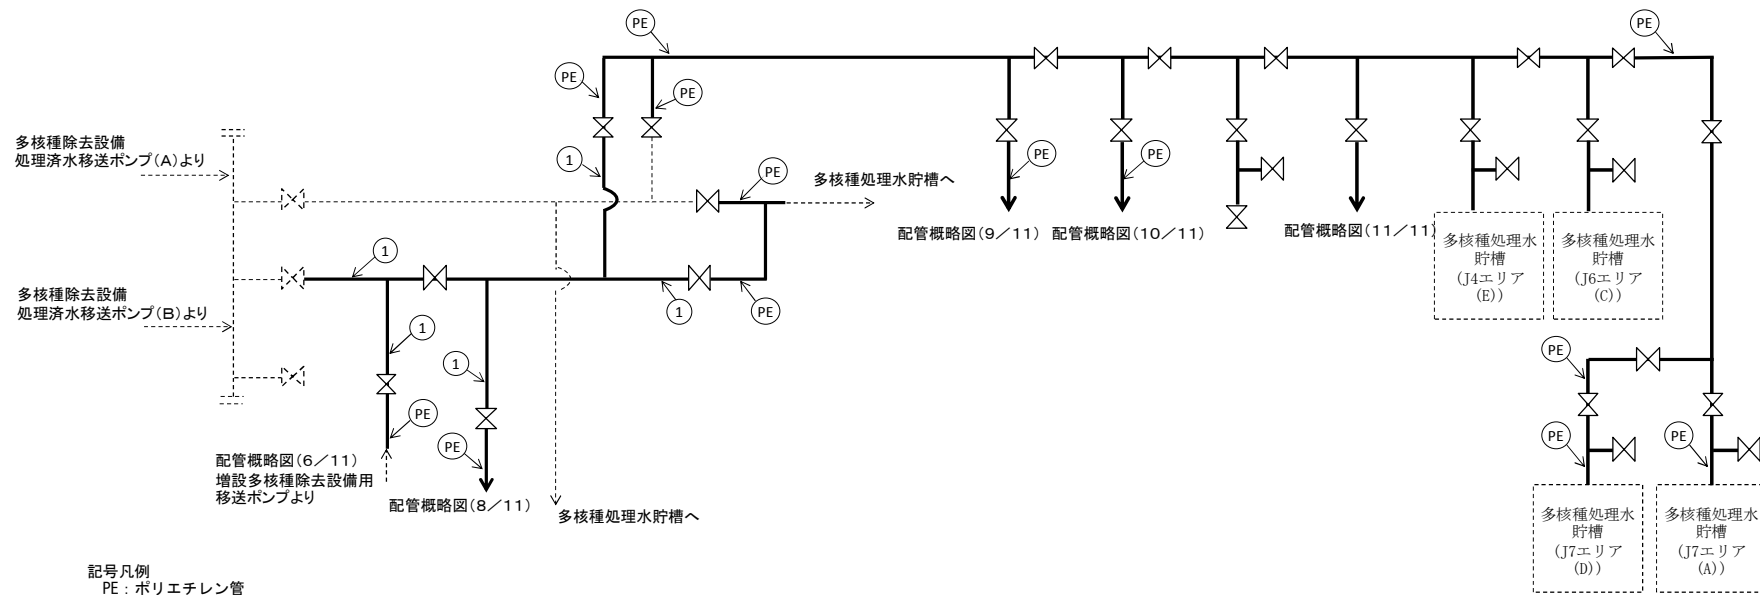 PE
PE
PE
PE
多核種除去設備
処理済水移送ポンプ(A)より
1
PE
PE
PE
多核種処理水貯槽へ
配管概略図(9/11)
配管概略図(10/11)
配管概略図(11/11)
多核種処理水
貯槽
(J4エリア
(E))
多核種処理水
貯槽
(J6エリア
(C))
1
多核種除去設備
処理済水移送ポンプ(B)より
1
PE
1
1
PE
PE
PE
PE
PE
配管概略図(6/11)
増設多核種除去設備用
移送ポンプより
配管概略図(8/11)
多核種処理水貯槽へ
多核種処理水
貯槽
(J7エリア
(D))
多核種処理水
貯槽
(J7エリア
(A))
記号凡例
PE:ポリエチレン管